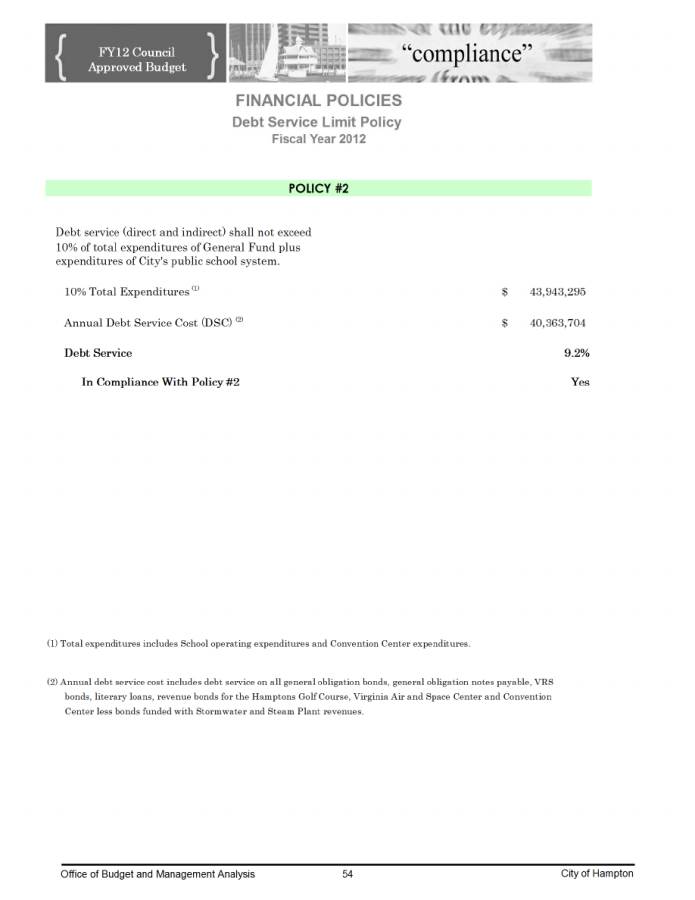 FY12 Council
Approved Budget
"compliance"
(from
FINANCIAL POLICIES
Debt Service Limit Policy
Fiscal Year 2012
POLICY #2
Debt service (direct and indirect) shall not exceed
10% of total expenditures of General Fund plus
expenditures of City's public school system.
10% Total Expenditures (1) $ 43,943,295
Annual Debt Service Cost (DSC) (2) $ 40,363,704
Debt Service 9.2%
In Compliance With Policy #2 Yes
(1) Total expenditures includes School operating expenditures and Convention Center expenditures.
(2) Annual debt service cost includes debt service on all general obligation bonds, general obligation notes payable, VRS
bonds, literary loans, revenue bonds for the Hamptons Golf Course, Virginia Air and Space Center and Convention
Center less bonds funded with Stormwater and Steam Plant revenues.
Office of Budget and Management Analysis 54 City of Hampton